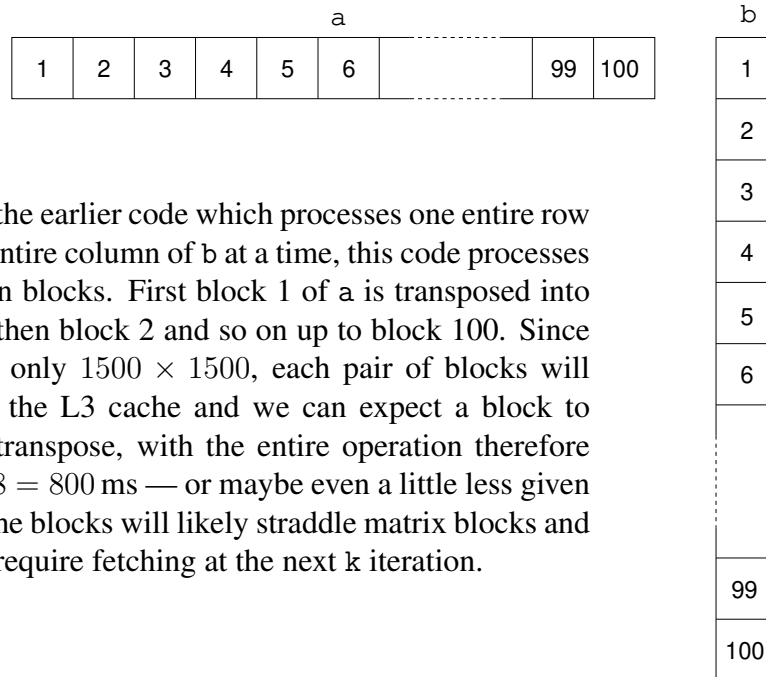 a
1 2 3 4 5 6 99 100
the earlier code which processes one entire row
entire column of b at a time, this code processes
n blocks. First block 1 of a is transposed into
then block 2 and so on up to block 100. Since
only 1500 × 1500, each pair of blocks will
the L3 cache and we can expect a block to
transpose, with the entire operation therefore
8 = 800 ms — or maybe even a little less given
he blocks will likely straddle matrix blocks and
require fetching at the next k iteration.
b
1
2
3
4
5
6
99
100